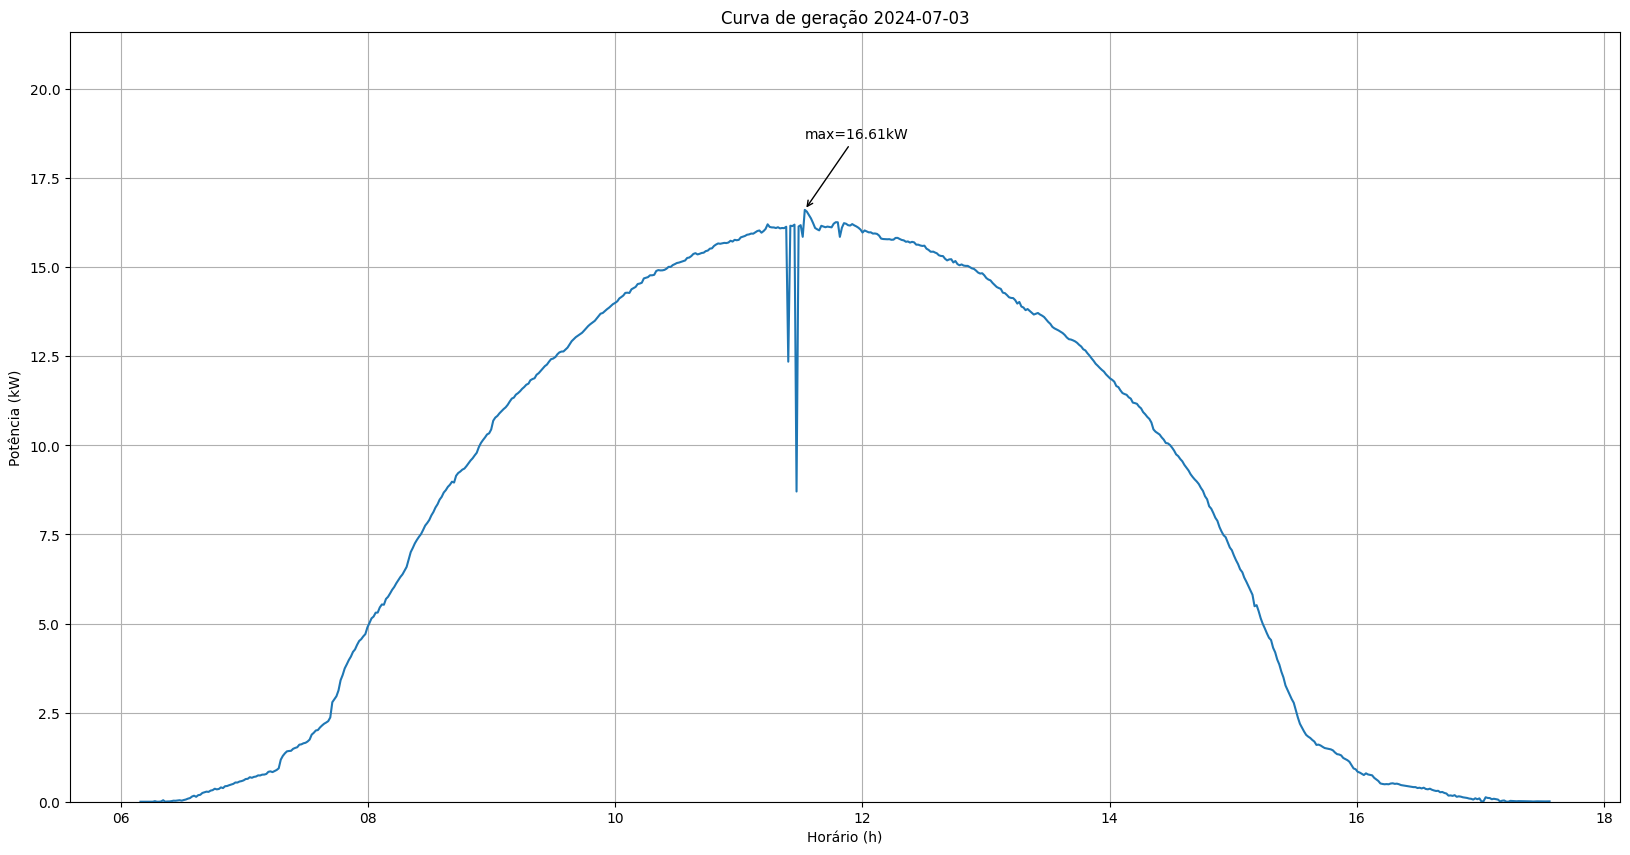 Curva de geração 2024-07-03
20.0
max=16.61kW
17.5
15.0
12.5
10.0
Potência (kW)
7.5
5.0
2.5
0.0
06 08 10 12 14 16 18
Horário (h)